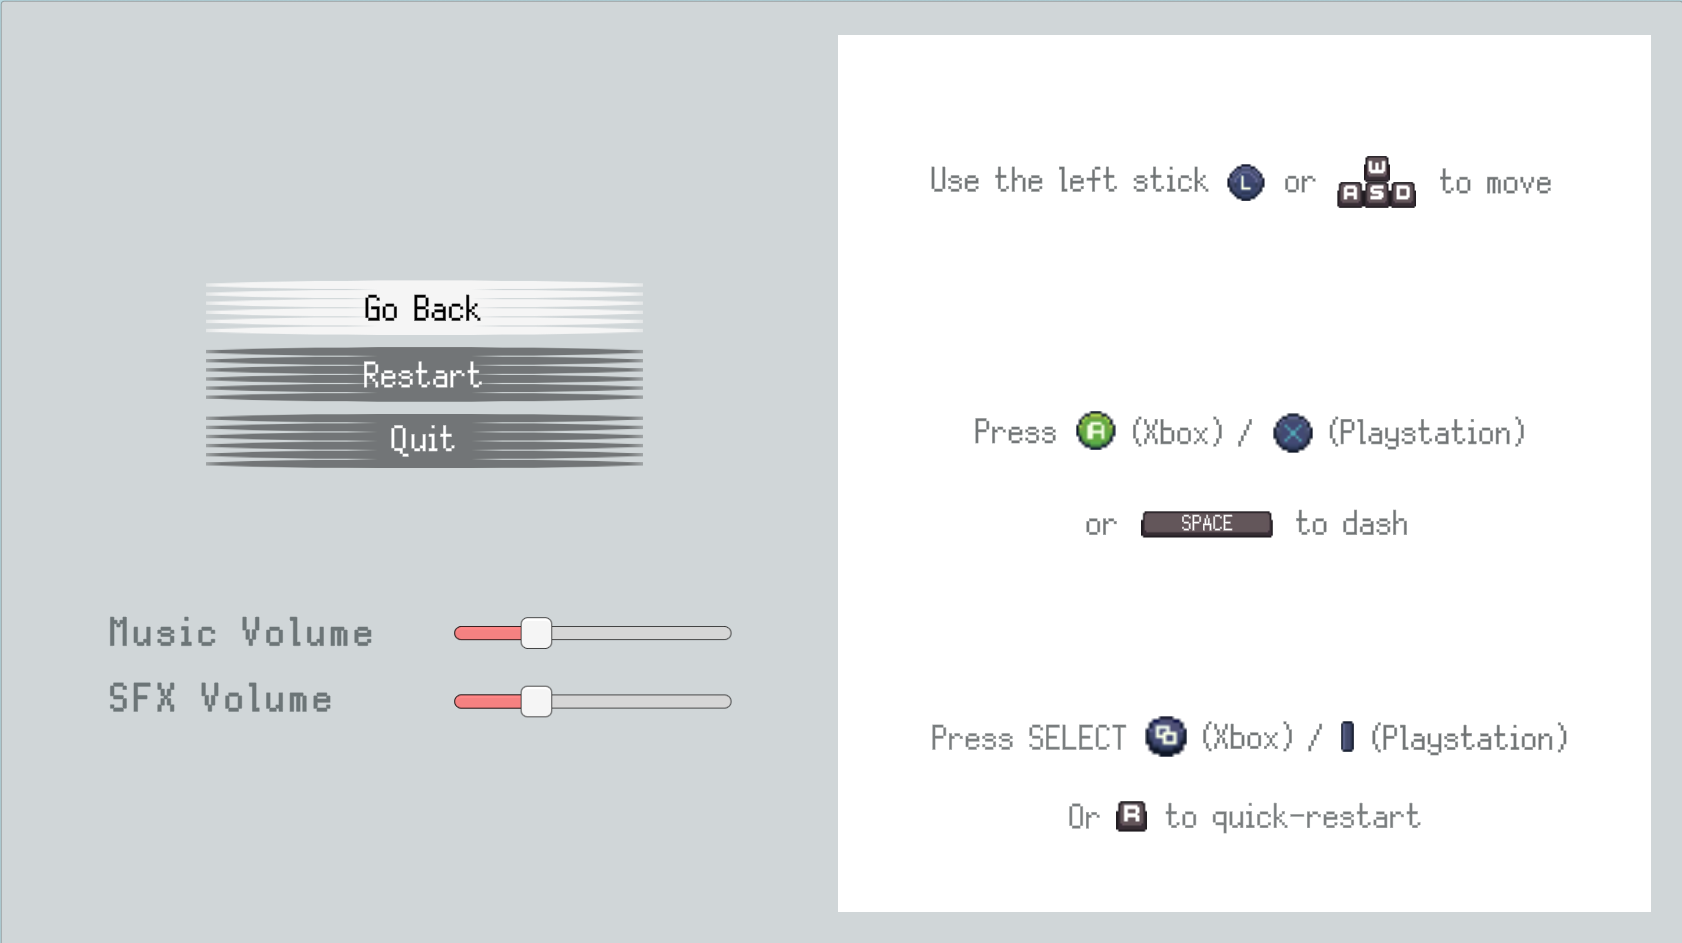 Go Back
Restart
Quit
Music Volume
SFX Volume
Use the left stick L or W A S D to move
Press A (Xbox) / X (Playstation)
or SPACE to dash
Press SELECT (Xbox) / (Playstation)
Or R to quick-restart